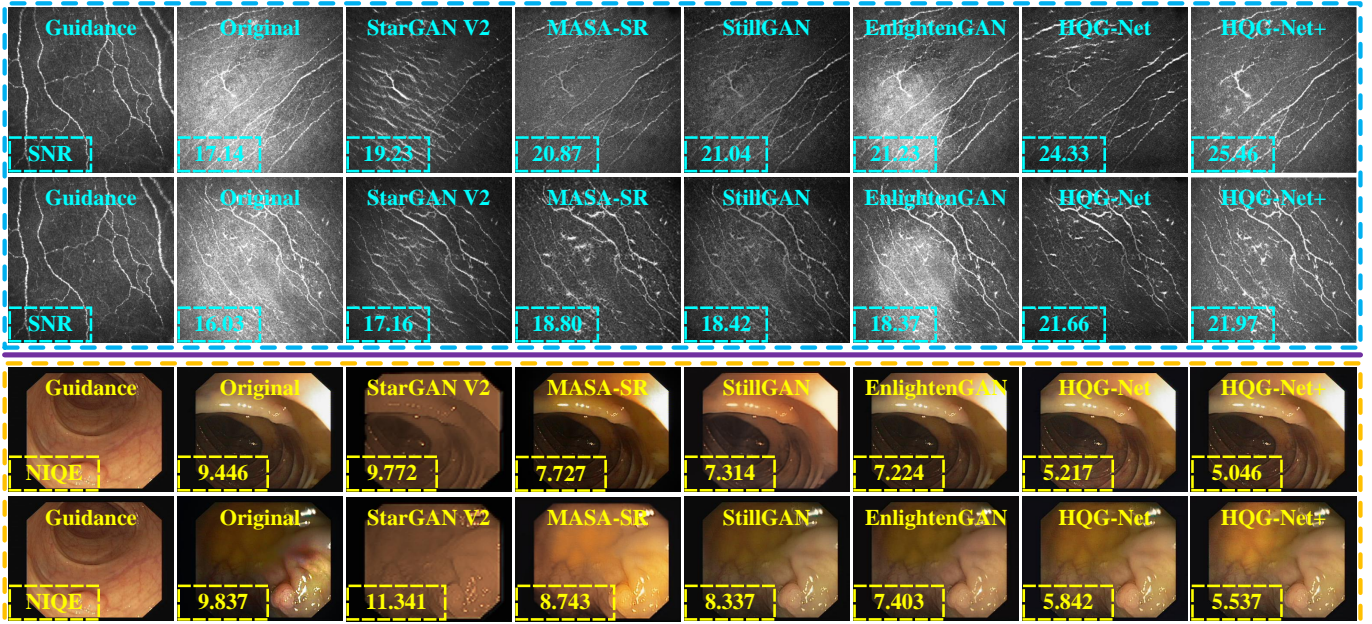 Guidance Original StarGAN V2 MASA-SR StillGAN EnlightenGAN HQG-Net HQG-Net+
SNR 17.14 19.23 20.87 21.04 21.23 24.33 25.46
Guidance Original StarGAN V2 MASA-SR StillGAN EnlightenGAN HQG-Net HQG-Net+
SNR 16.03 17.16 18.80 18.42 18.37 21.66 21.97
Guidance Original StarGAN V2 MASA-SR StillGAN EnlightenGAN HQG-Net HQG-Net+
NIQE 9.446 9.772 7.727 7.314 7.224 5.217 5.046
Guidance Original StarGAN V2 MASA-SR StillGAN EnlightenGAN HQG-Net HQG-Net+
NIQE 9.837 11.341 8.743 8.337 7.403 5.842 5.537